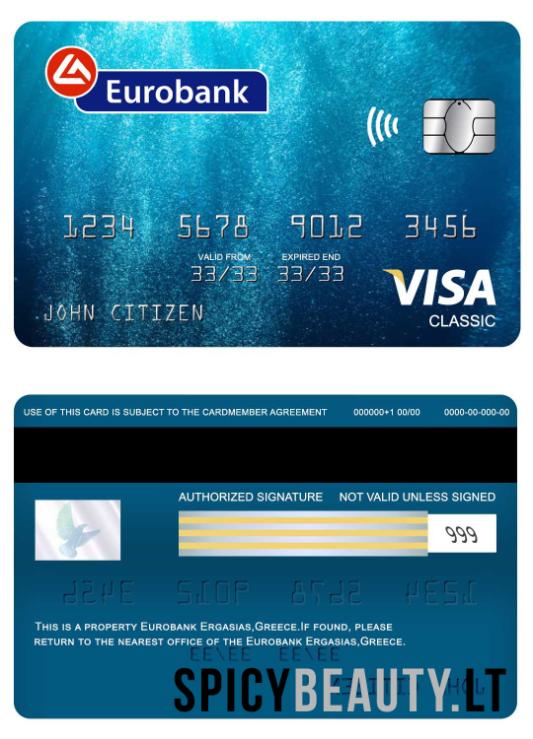 Eurobank
1234 5678 9012 3456
VALID FROM EXPIRED END
33/33 33/33
JOHN CITIZEN
VISA
CLASSIC
USE OF THIS CARD IS SUBJECT TO THE CARDMEMBER AGREEMENT 000000+1 00/00 0000-00-000-00
AUTHORIZED SIGNATURE NOT VALID UNLESS SIGNED
999
THIS IS A PROPERTY EUROBANK ERGASIAS,GREECE.IF FOUND, PLEASE
RETURN TO THE NEAREST OFFICE OF THE EUROBANK ERGASIAS,GREECE.
SPICYBEAUTY.LT